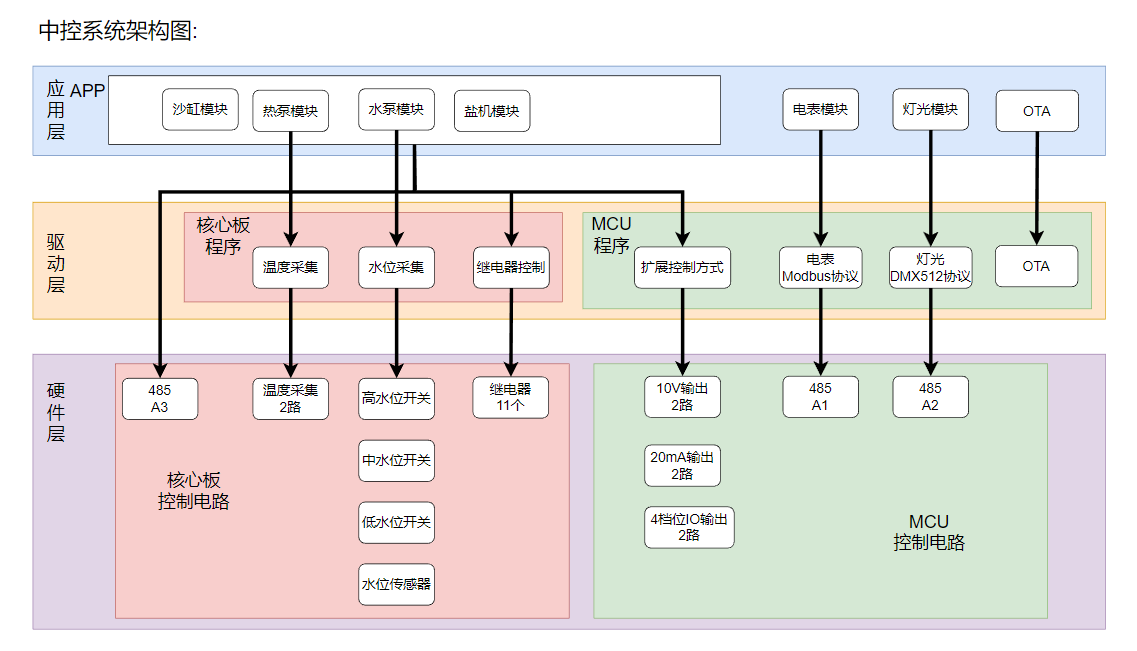 中控系统架构图:
应
用
层
APP
沙缸模块
热泵模块
水泵模块
盐机模块
电表模块
灯光模块
OTA
驱
动
层
核心板
程序
温度采集
水位采集
继电器控制
MCU
程序
扩展控制方式
电表
Modbus协议
灯光
DMX512协议
OTA
硬
件
层
485
A3
温度采集
2路
高水位开关
继电器
11个
中水位开关
低水位开关
水位传感器
核心板
控制电路
10V输出
2路
485
A1
485
A2
20mA输出
2路
4档位IO输出
2路
MCU
控制电路